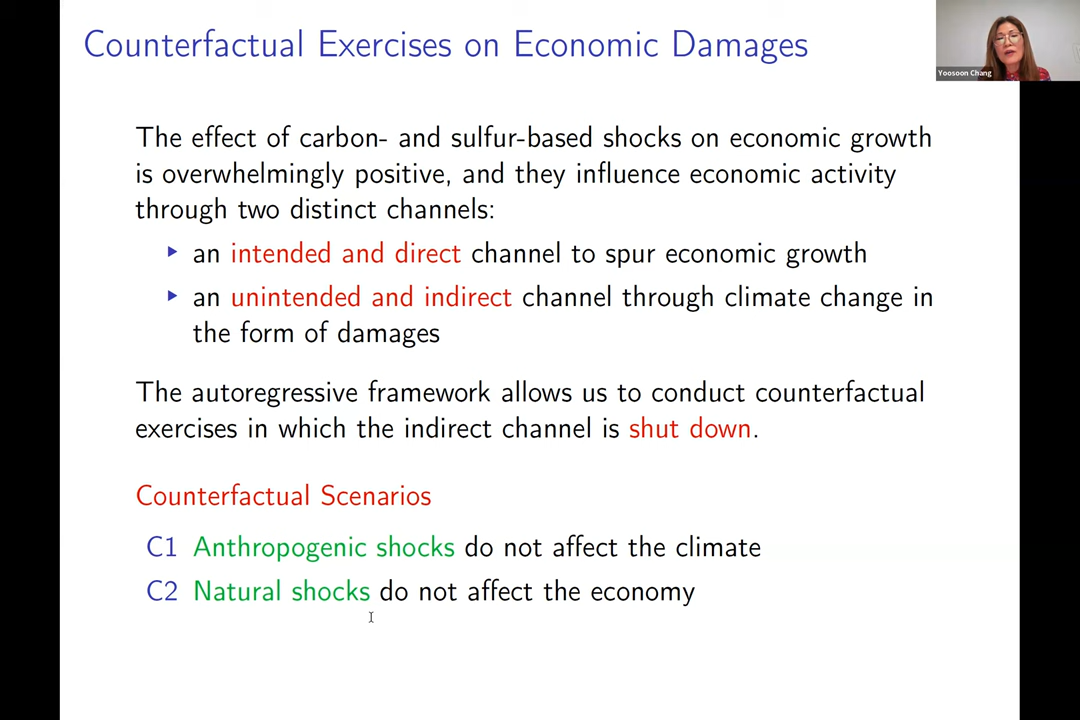 Counterfactual Exercises on Economic Damages
Yoosoon Chang
The effect of carbon- and sulfur-based shocks on economic growth
is overwhelmingly positive, and they influence economic activity
through two distinct channels:
an intended and direct channel to spur economic growth
an unintended and indirect channel through climate change in
the form of damages
The autoregressive framework allows us to conduct counterfactual
exercises in which the indirect channel is shut down.
Counterfactual Scenarios
C1 Anthropogenic shocks do not affect the climate
C2 Natural shocks do not affect the economy